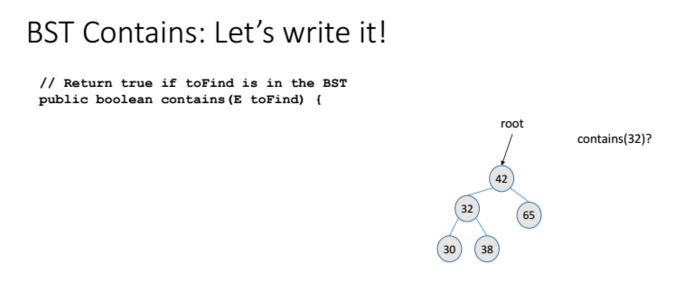 BST Contains: Let's write it!
// Return true if toFind is in the BST
public boolean contains(E toFind) {
root
contains(32)?
42
32
65
30
38